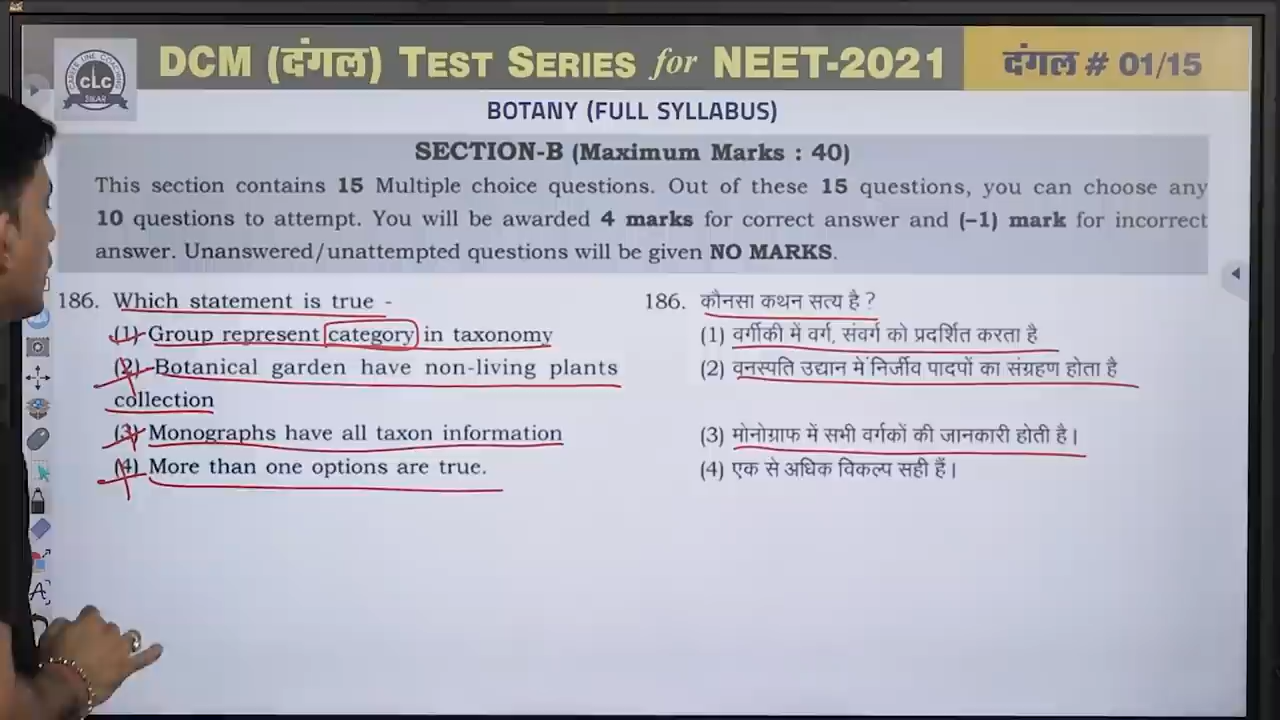 CAREER LINE COACHING
CLC
SIKAR
DCM (दंगल) TEST SERIES for NEET-2021
दंगल # 01/15
BOTANY (FULL SYLLABUS)
SECTION-B (Maximum Marks : 40)
This section contains 15 Multiple choice questions. Out of these 15 questions, you can choose any
10 questions to attempt. You will be awarded 4 marks for correct answer and (–1) mark for incorrect
answer. Unanswered/unattempted questions will be given NO MARKS.
186. Which statement is true -
(1) Group represent category in taxonomy
(2) Botanical garden have non-living plants
collection
(3) Monographs have all taxon information
(4) More than one options are true.
186. कौनसा कथन सत्य है ?
(1) वर्गीकी में वर्ग, संवर्ग को प्रदर्शित करता है
(2) वनस्पति उद्यान में निर्जीव पादपों का संग्रहण होता है
(3) मोनोग्राफ में सभी वर्गकों की जानकारी होती है।
(4) एक से अधिक विकल्प सही हैं।